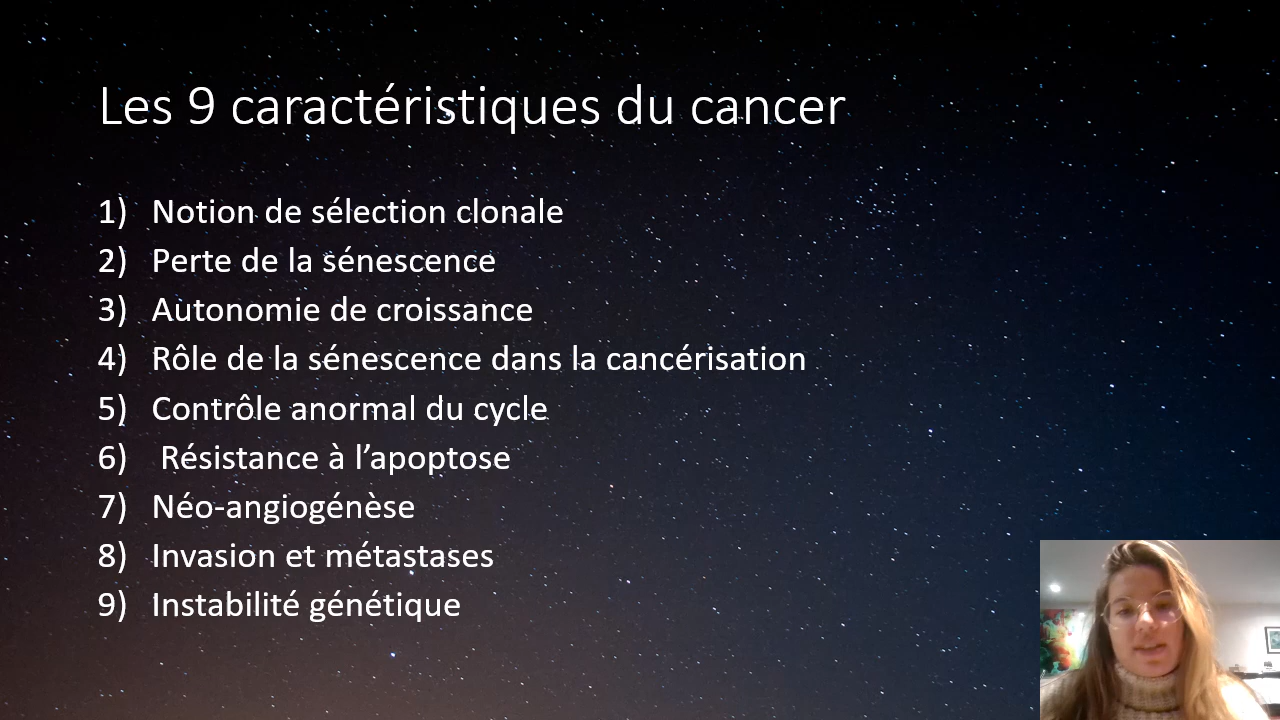 Les 9 caractéristiques du cancer
1) Notion de sélection clonale
2) Perte de la sénescence
3) Autonomie de croissance
4) Rôle de la sénescence dans la cancérisation
5) Contrôle anormal du cycle
6) Résistance à l’apoptose
7) Néo-angiogénèse
8) Invasion et métastases
9) Instabilité génétique